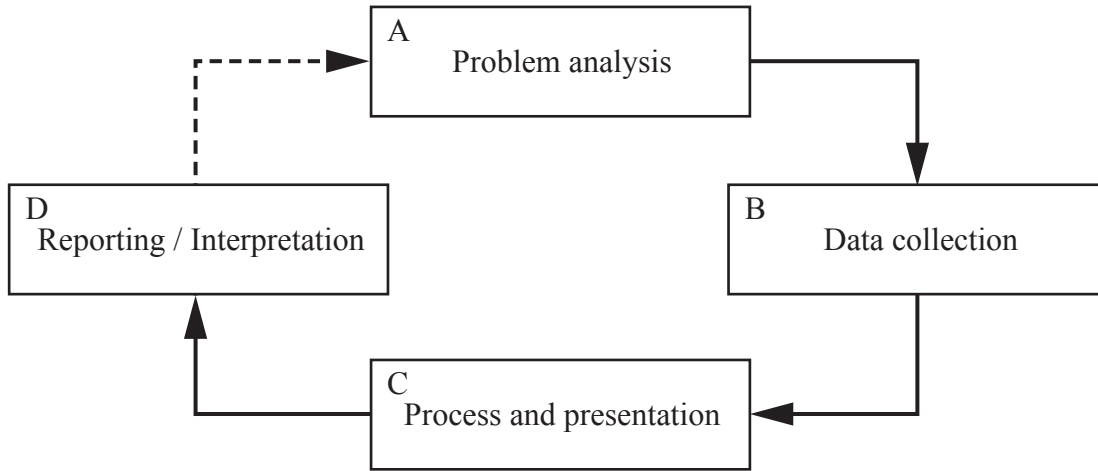 A
Problem analysis
B
Data collection
C
Process and presentation
D
Reporting / Interpretation